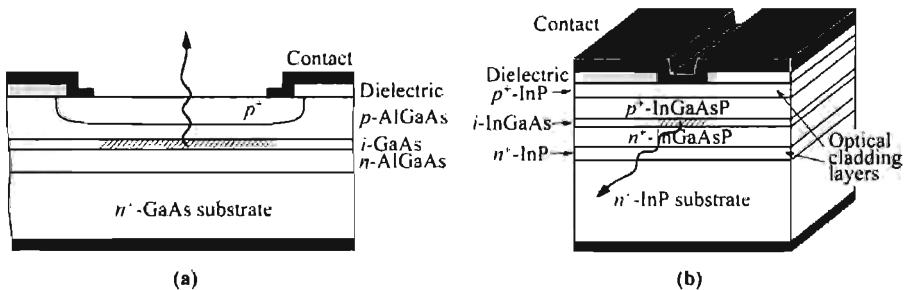 Contact
Dielectric
p⁺
p-AlGaAs
i-GaAs
n-AlGaAs
n⁺-GaAs substrate
(a)
Contact
Dielectric
p⁺-InP
p⁺-InGaAsP
i-InGaAs
n⁺-InGaAsP
n⁺-InP
Optical
cladding
layers
n⁺-InP substrate
(b)